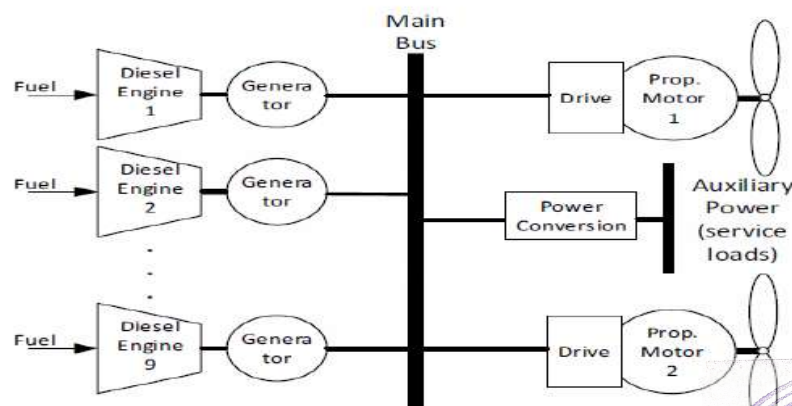 Main
Bus
Fuel
Diesel
Engine
1
Genera
tor
Drive
Prop.
Motor
1
Fuel
Diesel
Engine
2
Genera
tor
Power
Conversion
Auxiliary
Power
(service
loads)
Fuel
Diesel
Engine
9
Genera
tor
Drive
Prop.
Motor
2